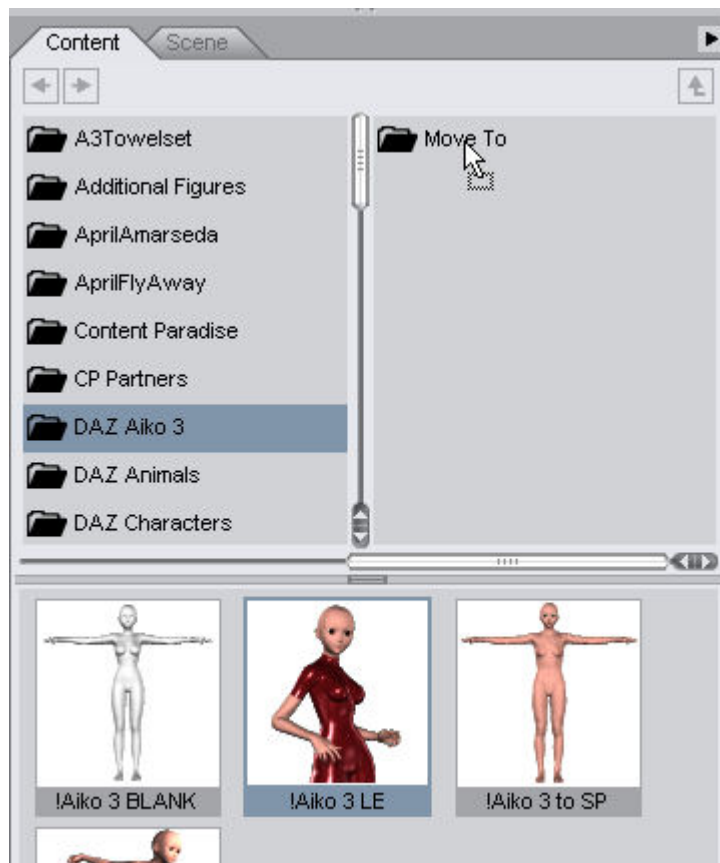 Content Scene
A3Towelset
Move To
Additional Figures
AprilAmarseda
AprilFlyAway
Content Paradise
CP Partners
DAZ Aiko 3
DAZ Animals
DAZ Characters
!Aiko 3 BLANK
!Aiko 3 LE
!Aiko 3 to SP